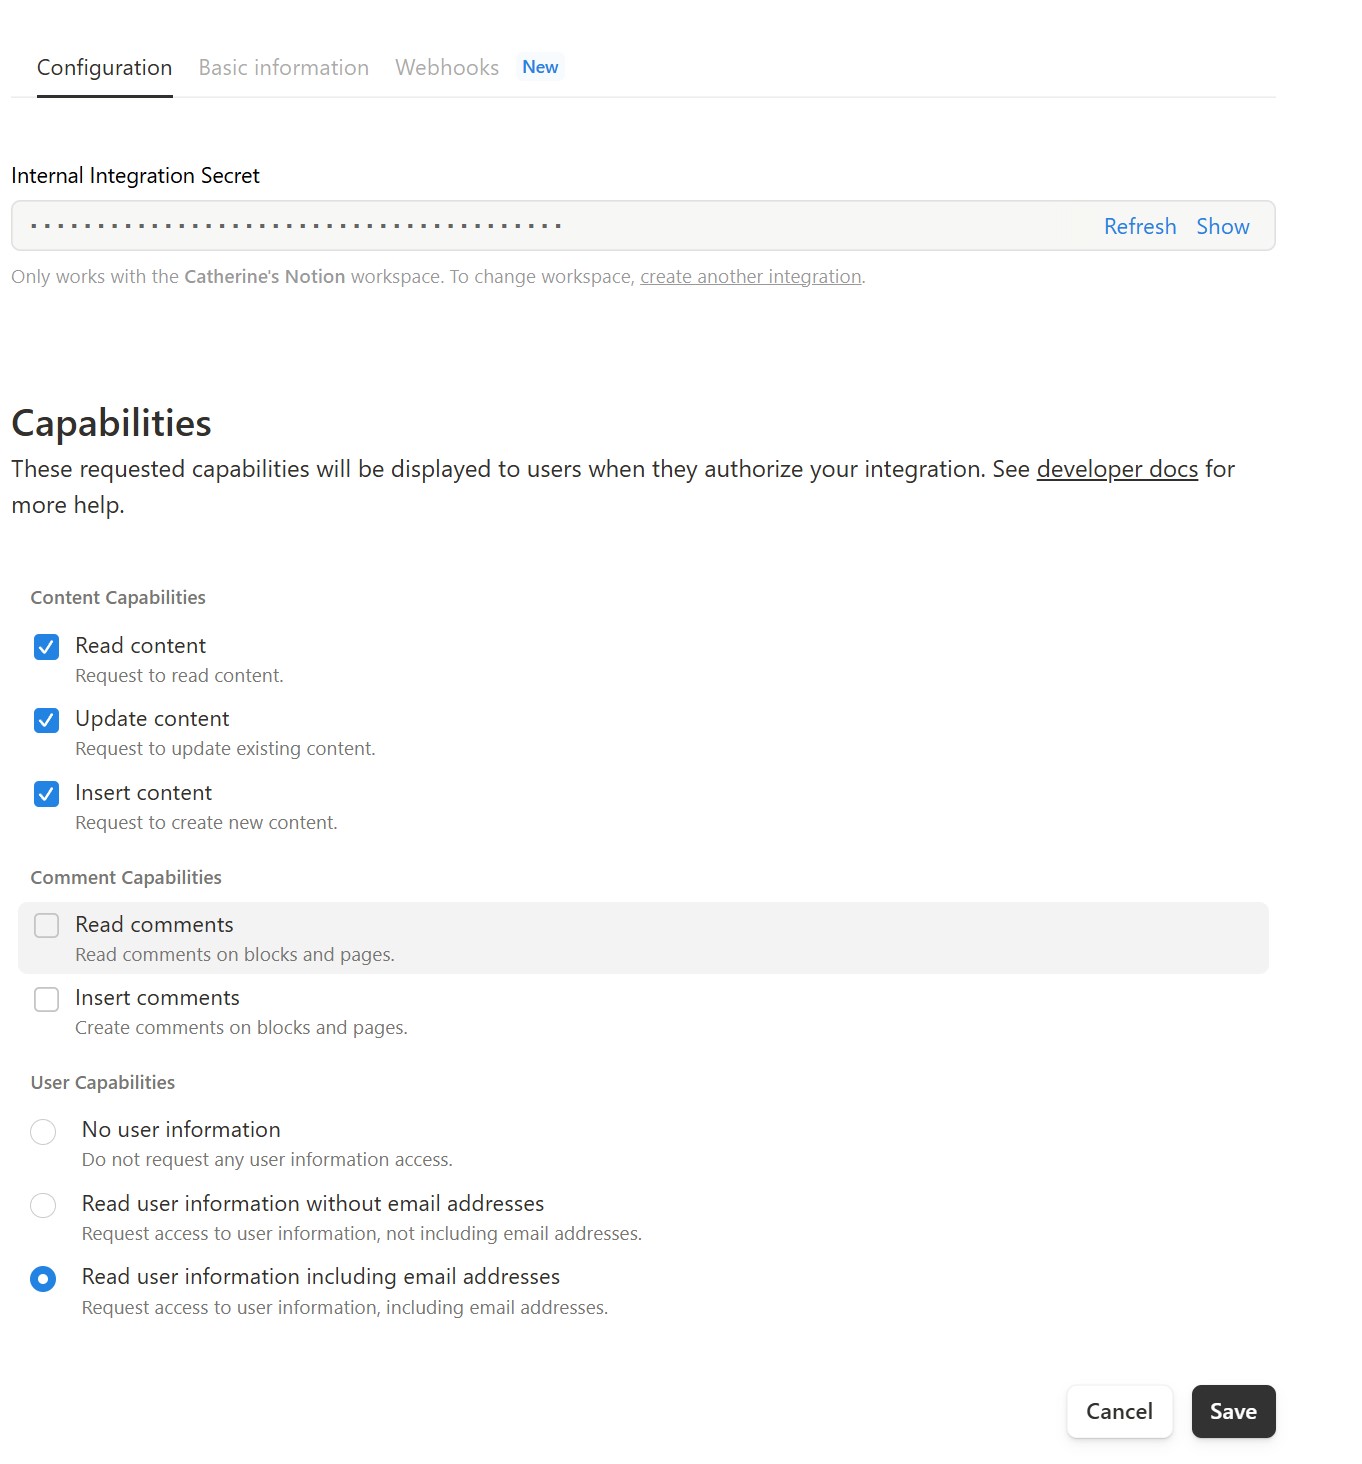 Configuration Basic information Webhooks New
Internal Integration Secret
Refresh Show
Only works with the Catherine's Notion workspace. To change workspace, create another integration.
Capabilities
These requested capabilities will be displayed to users when they authorize your integration. See developer docs for
more help.
Content Capabilities
Read content
Request to read content.
Update content
Request to update existing content.
Insert content
Request to create new content.
Comment Capabilities
Read comments
Read comments on blocks and pages.
Insert comments
Create comments on blocks and pages.
User Capabilities
No user information
Do not request any user information access.
Read user information without email addresses
Request access to user information, not including email addresses.
Read user information including email addresses
Request access to user information, including email addresses.
Cancel Save